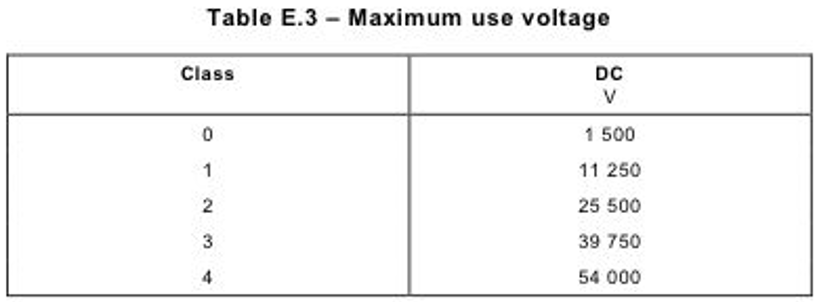 Table E.3 – Maximum use voltage
Class DC
V
0 1 500
1 11 250
2 25 500
3 39 750
4 54 000